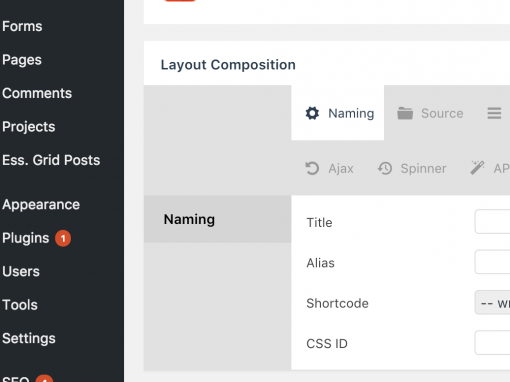 Forms
Pages
Comments
Projects
Ess. Grid Posts
Appearance
Plugins 1
Users
Tools
Settings
SEO
Layout Composition
Naming Source
Ajax Spinner AP
Naming
Title
Alias
Shortcode -- wr
CSS ID